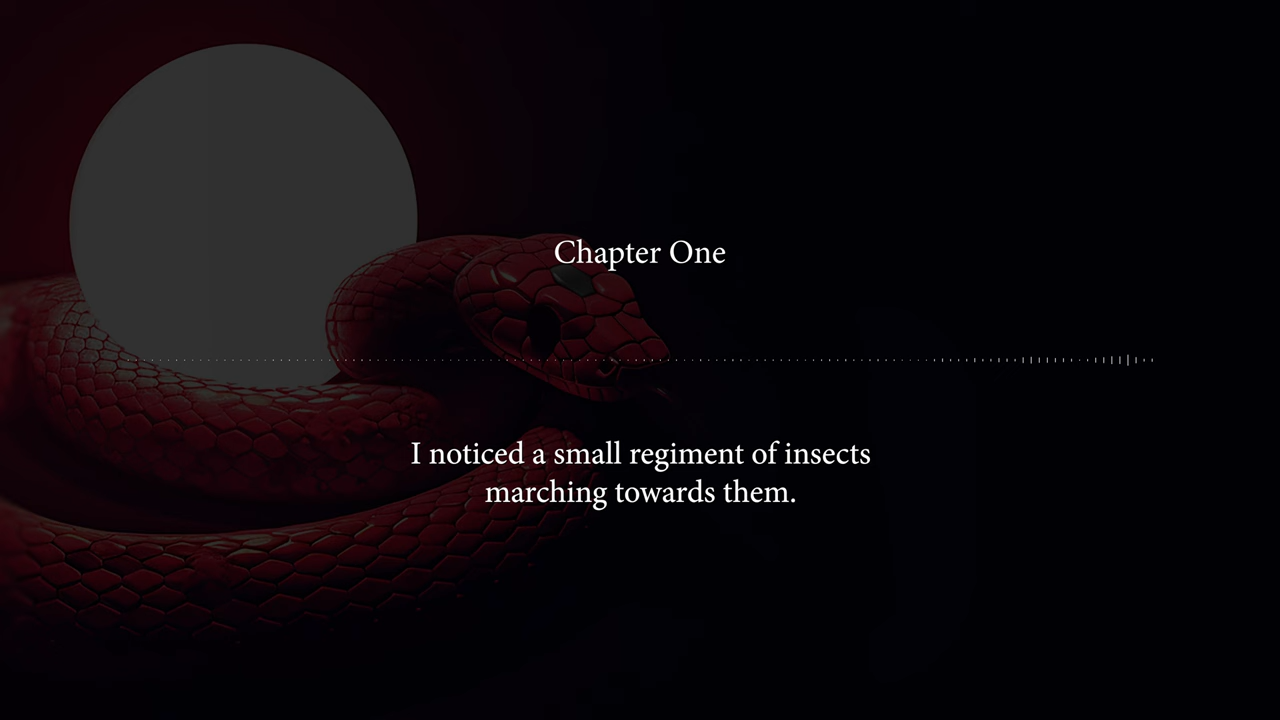 Chapter One
I noticed a small regiment of insects
marching towards them.